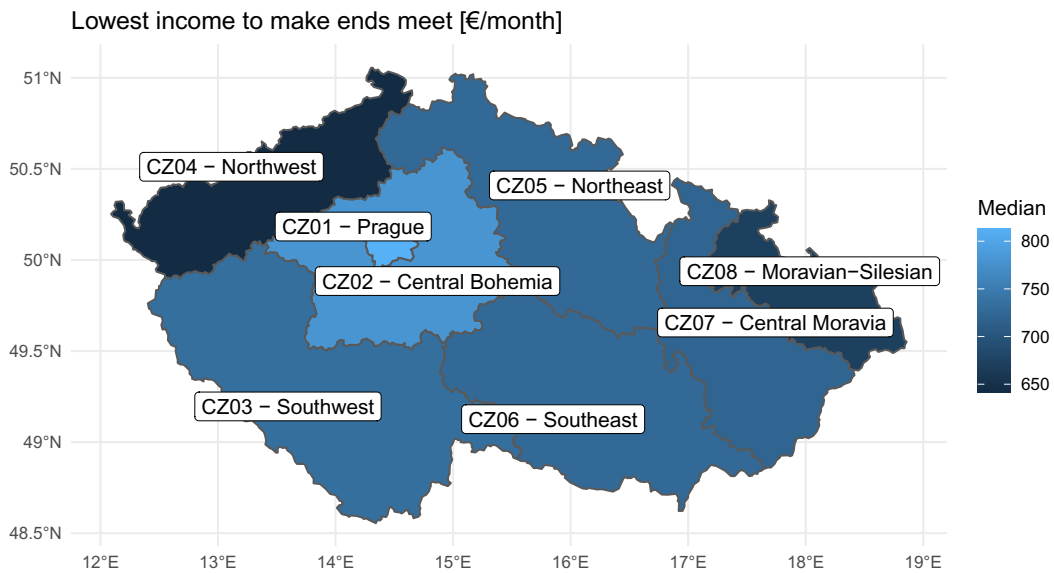 Lowest income to make ends meet [€/month]
51°N
50.5°N
50°N
49.5°N
49°N
48.5°N
CZ04 − Northwest
CZ05 − Northeast
CZ01 − Prague
CZ08 − Moravian−Silesian
CZ02 − Central Bohemia
CZ07 − Central Moravia
CZ03 − Southwest
CZ06 − Southeast
12°E
13°E
14°E
15°E
16°E
17°E
18°E
19°E
Median
800
750
700
650